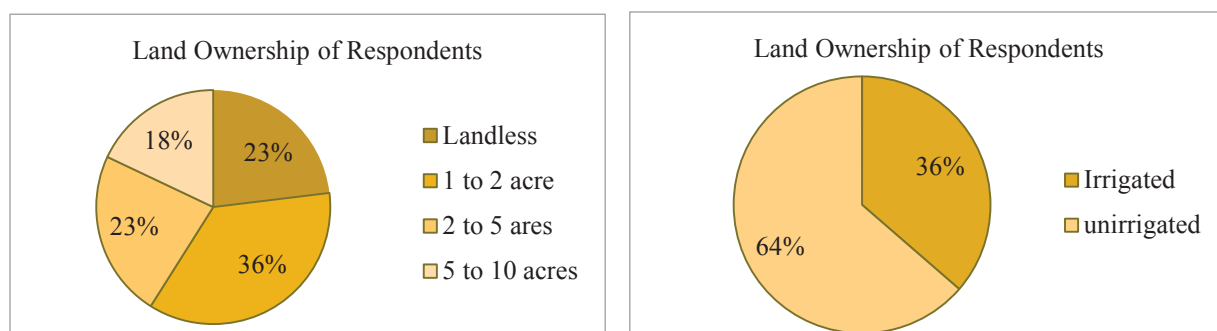 Land Ownership of Respondents
18%
23%
23%
36%
Landless
1 to 2 acre
2 to 5 ares
5 to 10 acres
Land Ownership of Respondents
36%
64%
Irrigated
unirrigated